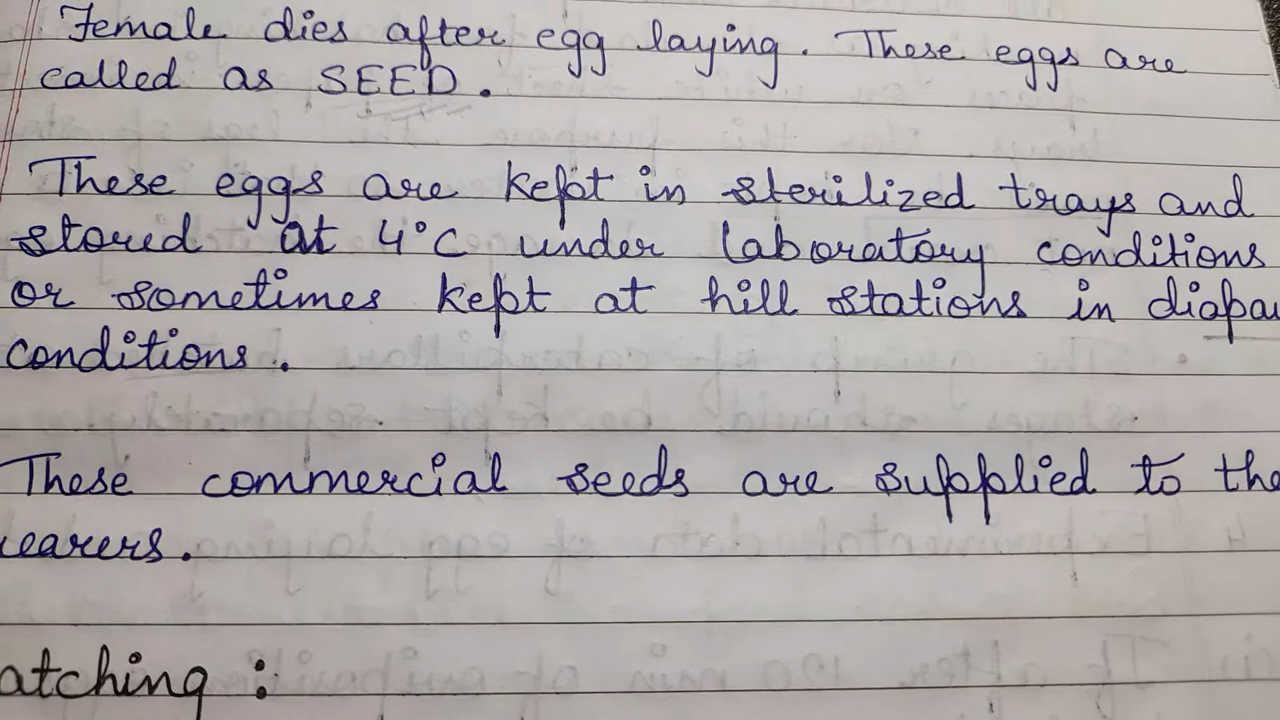 Female dies after egg laying. These eggs are
called as SEED.
These eggs are kept in sterilized trays and
stored at 4°C under laboratory conditions
or sometimes kept at hill stations in diapau
conditions.
These commercial seeds are supplied to the
rearers.
atching :